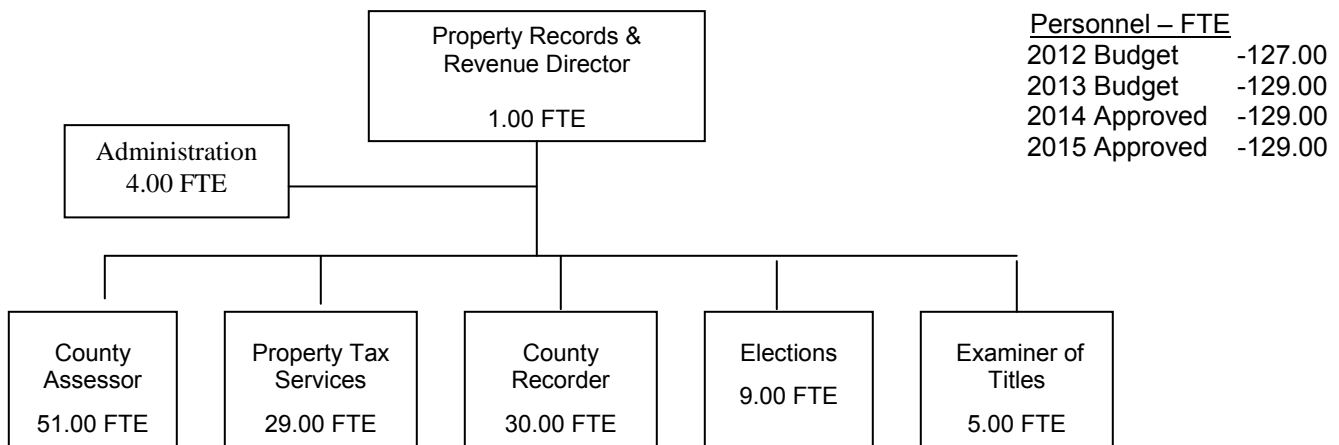 Property Records &
Revenue Director
1.00 FTE
Personnel – FTE
2012 Budget -127.00
2013 Budget -129.00
2014 Approved -129.00
2015 Approved -129.00
Administration
4.00 FTE
County
Assessor
51.00 FTE
Property Tax
Services
29.00 FTE
County
Recorder
30.00 FTE
Elections
9.00 FTE
Examiner of
Titles
5.00 FTE